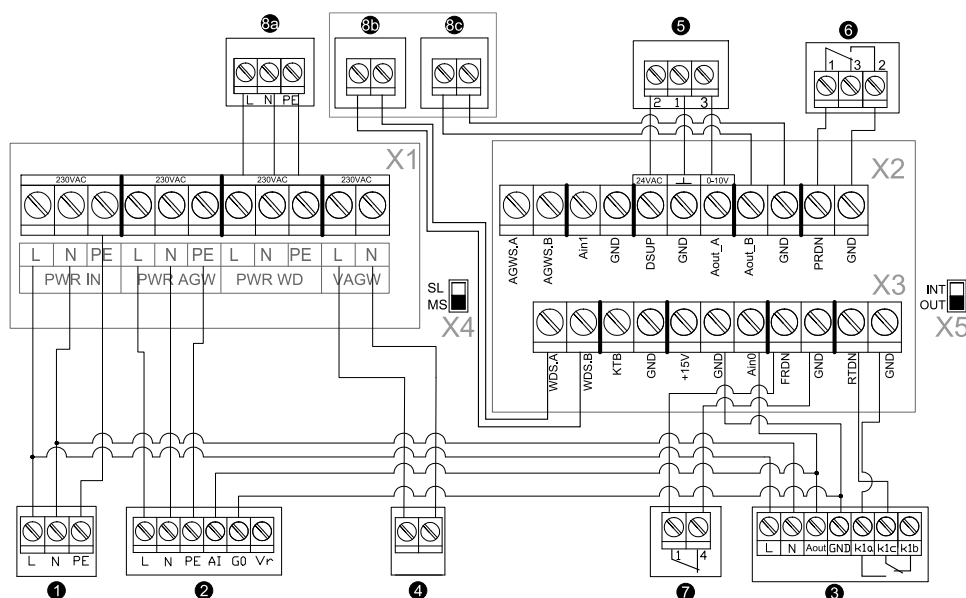 8a 8b 8c 5 6
1 3 2
L N PE
2 1 3
X1 X2
230VAC 230VAC 230VAC 230VAC
24VAC ⊥ 0-10V
L N PE L N PE L N PE L N
PWR IN PWR AGW PWR WD VAGW
AGWS.A AGWS.B Ain1 GND DSUP GND Aout_A Aout_B GND PRDN GND
SL
MS
X4
X3
INT
OUT
X5
WDS.A WDS.B KTB GND +15V GND Ain0 FRDN GND RTDN GND
L N PE
L N PE AI G0 Vr
1 4
L N Aout GND k1a k1c k1b
1 2 4 7 3